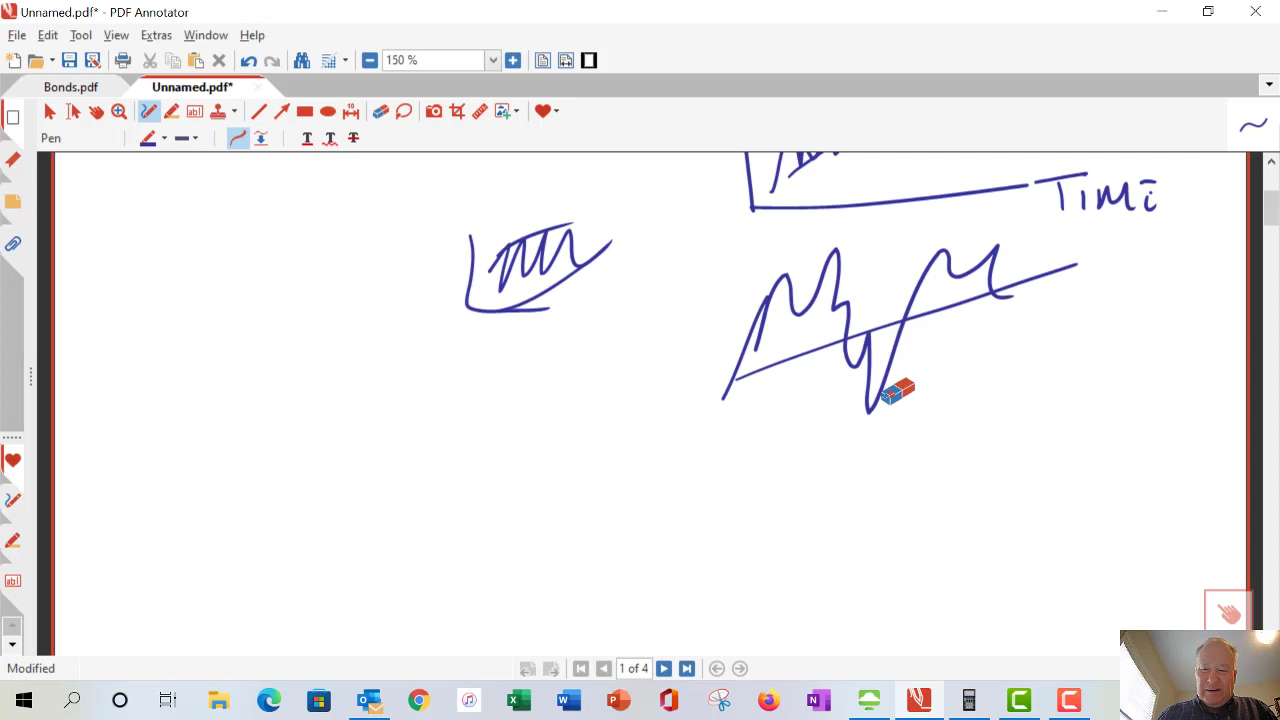 Unnamed.pdf* - PDF Annotator
File Edit Tool View Extras Window Help
150 %
Bonds.pdf Unnamed.pdf*
Pen
TIME
Modified
1 of 4